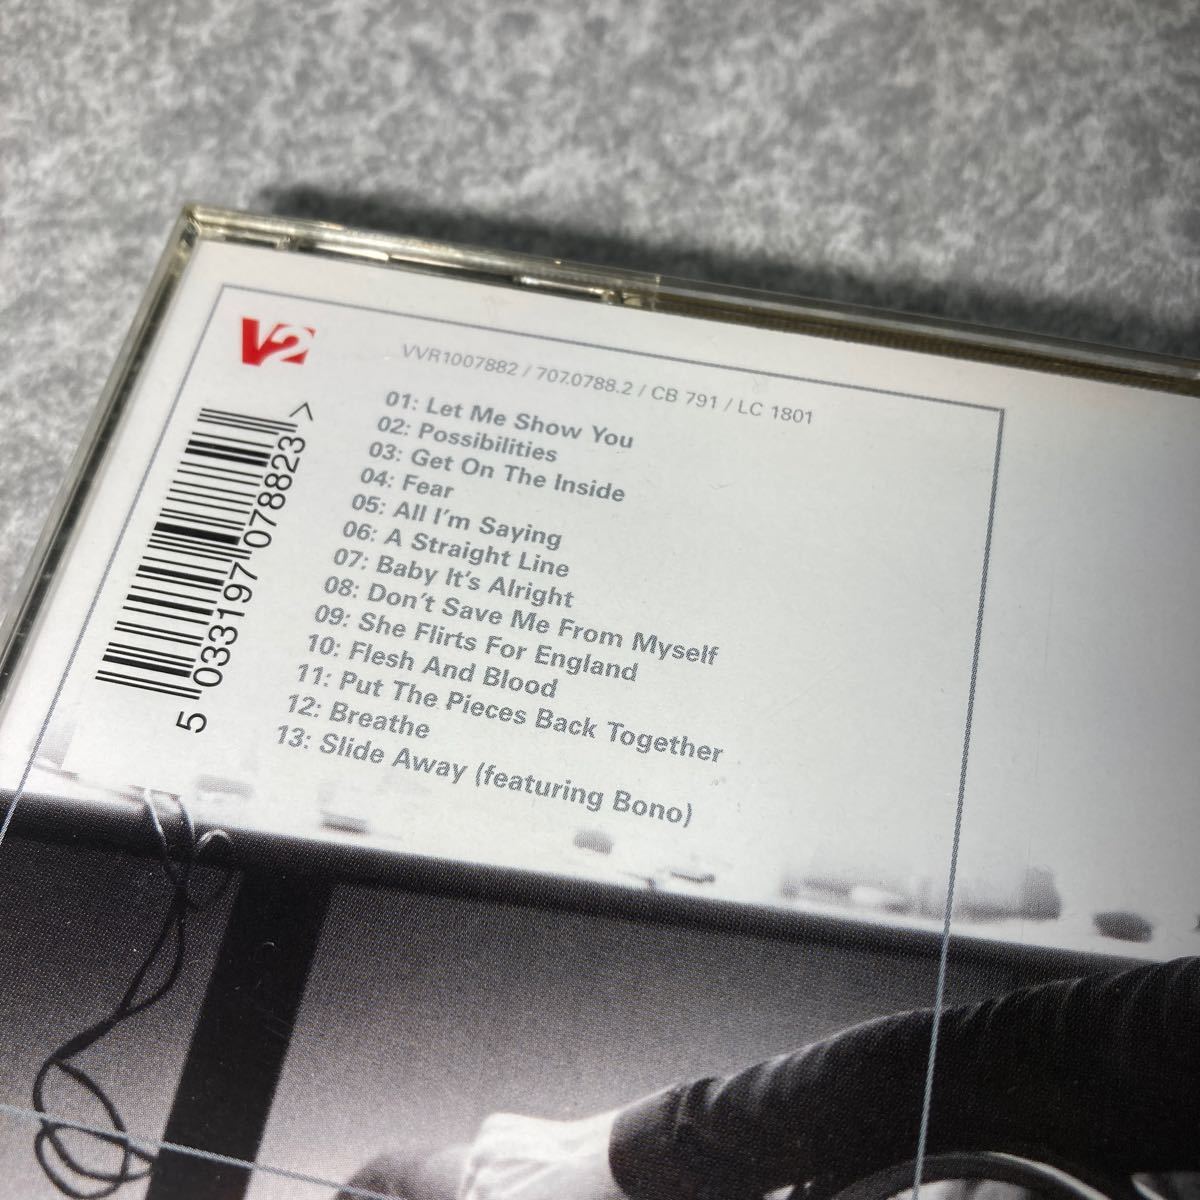 V2
VVR1007882 / 707.0788.2 / CB 791 / LC 1801
01: Let Me Show You
02: Possibilities
03: Get On The Inside
04: Fear
05: All I'm Saying
06: A Straight Line
07: Baby It's Alright
08: Don't Save Me From Myself
09: She Flirts For England
10: Flesh And Blood
11: Put The Pieces Back Together
12: Breathe
13: Slide Away (featuring Bono)
5 033197 078823 >